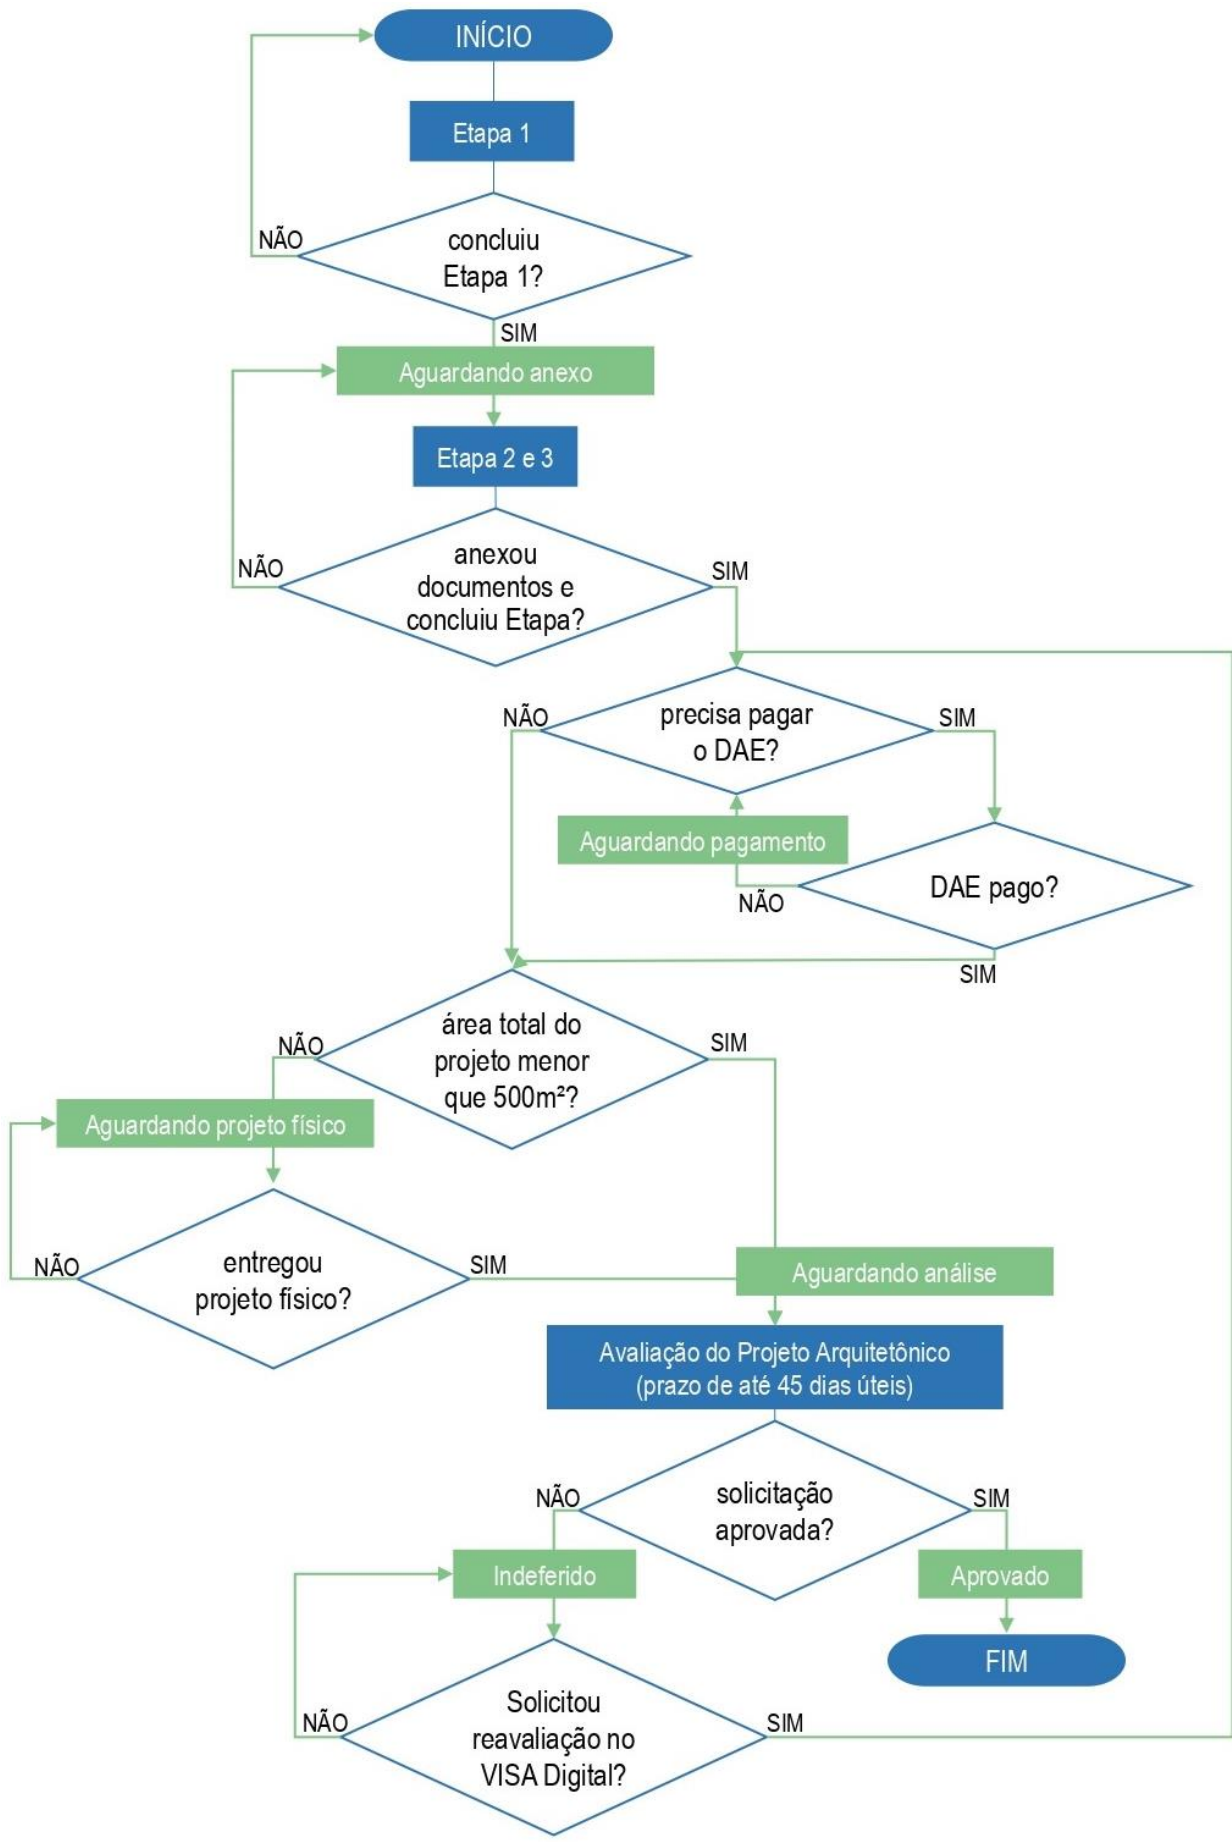 INÍCIO
Etapa 1
concluiu
Etapa 1?
NÃO
SIM
Aguardando anexo
Etapa 2 e 3
anexou
documentos e
concluiu Etapa?
NÃO
SIM
precisa pagar
o DAE?
NÃO
SIM
Aguardando pagamento
DAE pago?
NÃO
SIM
área total do
projeto menor
que 500m²?
NÃO
SIM
Aguardando projeto físico
entregou
projeto físico?
NÃO
SIM
Aguardando análise
Avaliação do Projeto Arquitetônico
(prazo de até 45 dias úteis)
solicitação
aprovada?
NÃO
SIM
Indeferido
Aprovado
FIM
Solicitou
reavaliação no
VISA Digital?
NÃO
SIM